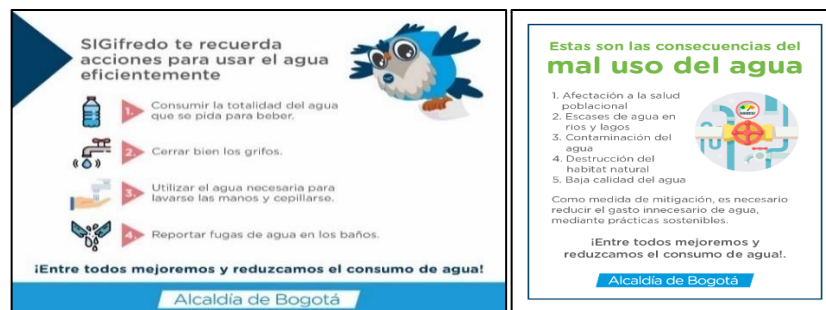 SIGifredo te recuerda
acciones para usar el agua
eficientemente
1. Consumir la totalidad del agua
que se pida para beber.
2. Cerrar bien los grifos.
3. Utilizar el agua necesaria para
lavarse las manos y cepillarse.
4. Reportar fugas de agua en los baños.
¡Entre todos mejoremos y reduzcamos el consumo de agua!
Alcaldía de Bogotá
Estas son las consecuencias del
mal uso del agua
1. Afectación a la salud
poblacional
2. Escases de agua en
rios y lagos
3. Contaminación del
agua
4. Destrucción del
habitat natural
5. Baja calidad del agua
Como medida de mitigación, es necesario
reducir el gasto innecesario de agua,
mediante prácticas sostenibles.
¡Entre todos mejoremos y
reduzcamos el consumo de agua!.
Alcaldía de Bogotá